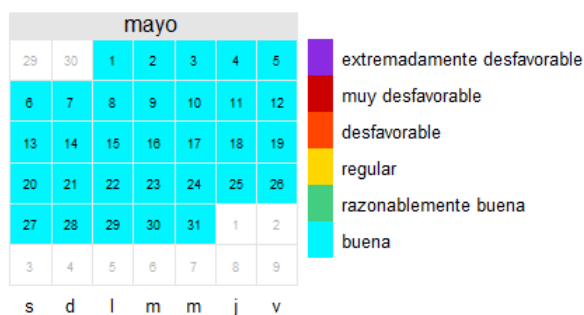 mayo
29 30 1 2 3 4 5
6 7 8 9 10 11 12
13 14 15 16 17 18 19
20 21 22 23 24 25 26
27 28 29 30 31 1 2
3 4 5 6 7 8 9
s d l m m j v
extremadamente desfavorable
muy desfavorable
desfavorable
regular
razonablemente buena
buena